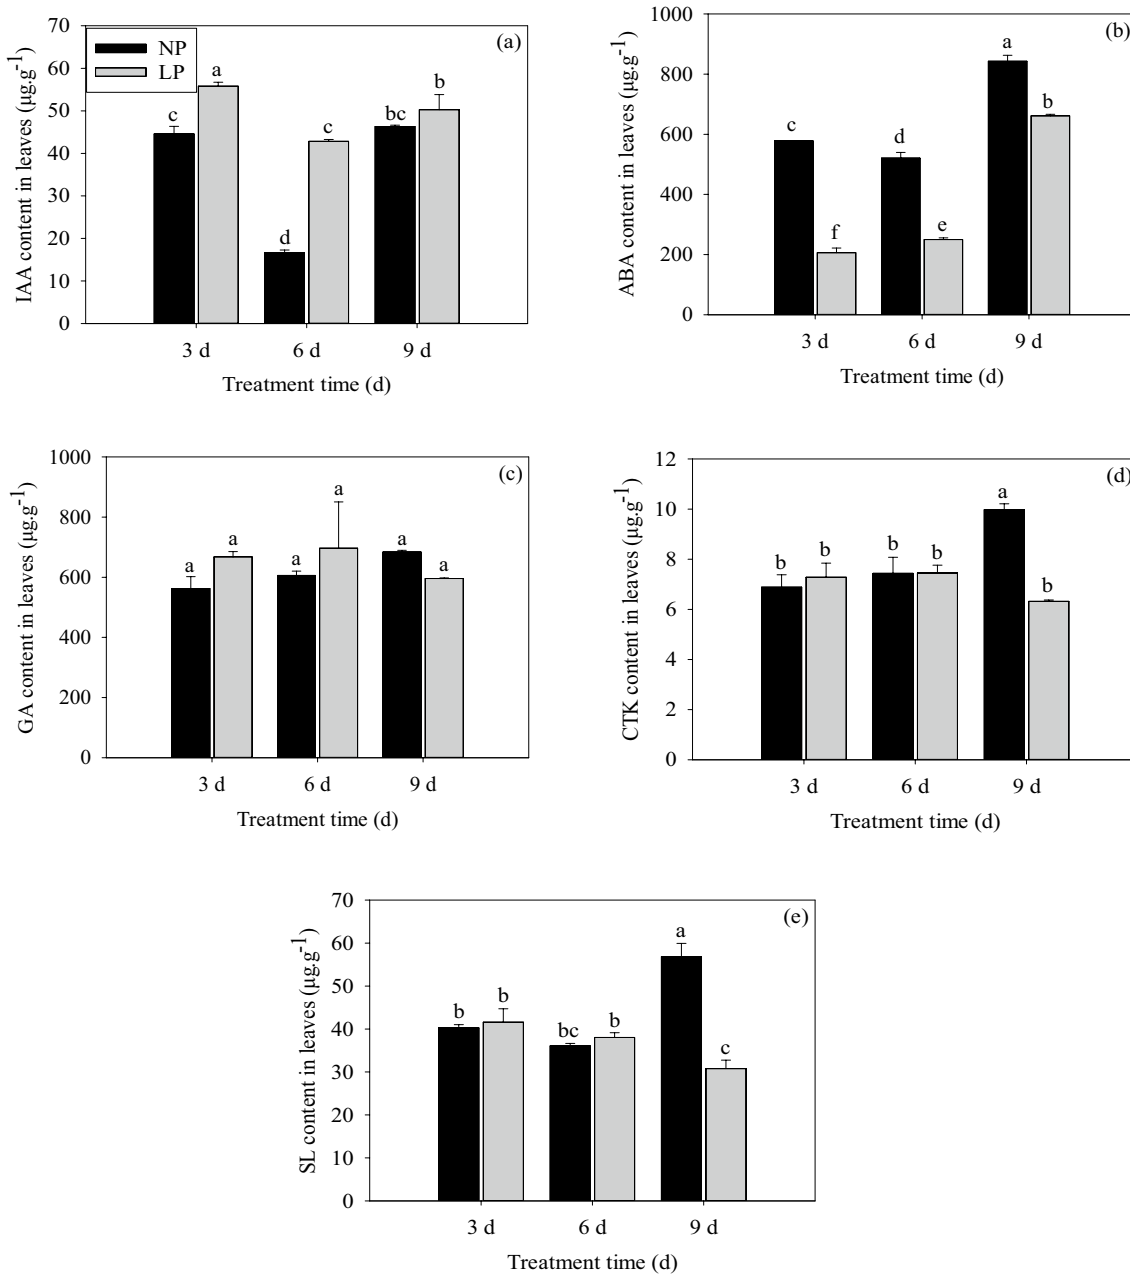 (a)
NP
LP
IAA content in leaves (µg.g-1)
70
60
50
40
30
20
10
0
c
a
d
c
bc
b
3 d
6 d
9 d
Treatment time (d)
(b)
ABA content in leaves (µg.g-1)
1000
800
600
400
200
0
c
f
d
e
a
b
3 d
6 d
9 d
Treatment time (d)
(c)
GA content in leaves (µg.g-1)
1000
800
600
400
200
0
a
a
a
a
a
a
3 d
6 d
9 d
Treatment time (d)
(d)
CTK content in leaves (µg.g-1)
12
10
8
6
4
2
0
b
b
b
b
a
b
3 d
6 d
9 d
Treatment time (d)
(e)
SL content in leaves (µg.g-1)
70
60
50
40
30
20
10
0
b
b
bc
b
a
c
3 d
6 d
9 d
Treatment time (d)